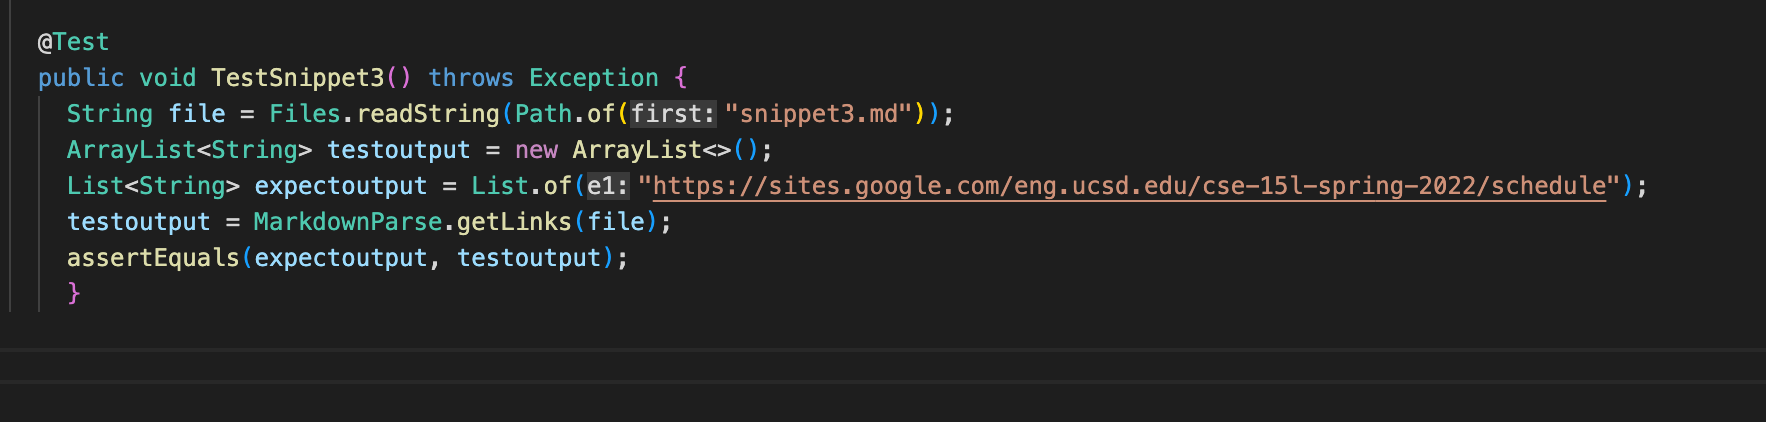 @Test
public void TestSnippet3() throws Exception {
String file = Files.readString(Path.of(first: "snippet3.md"));
ArrayList<String> testoutput = new ArrayList<>();
List<String> expectoutput = List.of(e1: "https://sites.google.com/eng.ucsd.edu/cse-15l-spring-2022/schedule");
testoutput = MarkdownParse.getLinks(file);
assertEquals(expectoutput, testoutput);
}